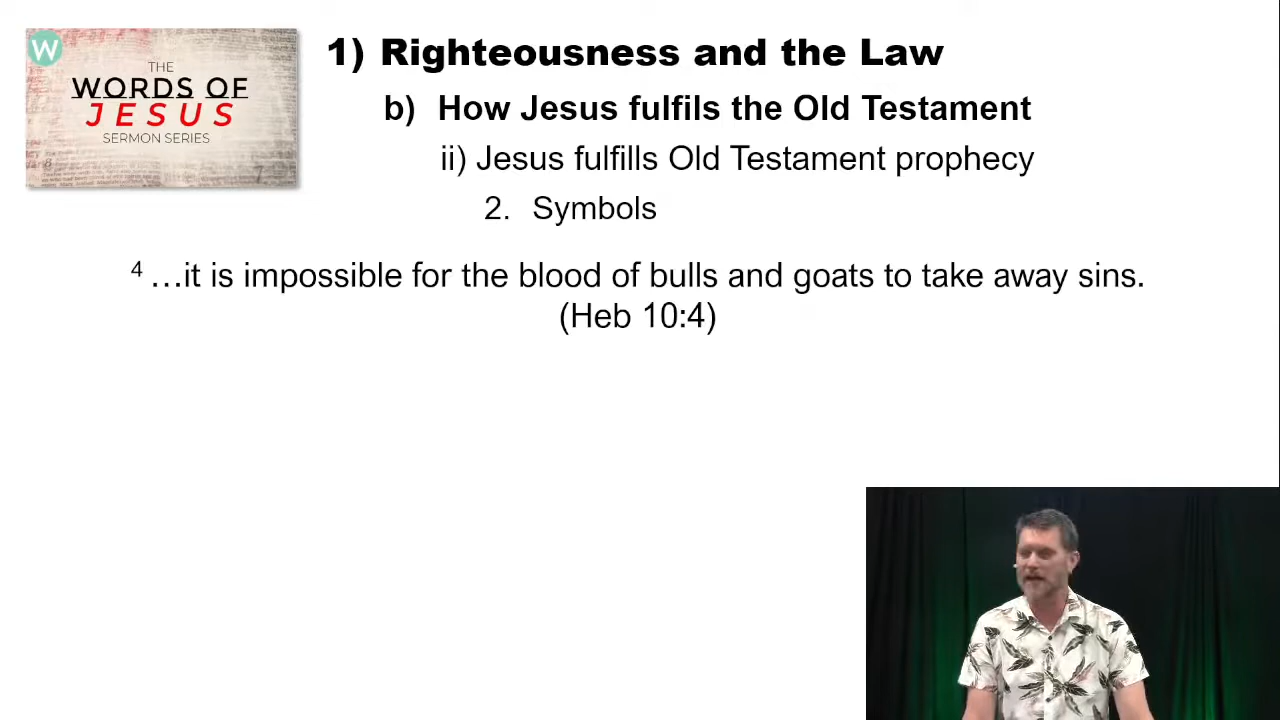 W
THE
WORDS OF
JESUS
SERMON SERIES
1) Righteousness and the Law
b) How Jesus fulfils the Old Testament
ii) Jesus fulfills Old Testament prophecy
2. Symbols
4 …it is impossible for the blood of bulls and goats to take away sins.
(Heb 10:4)